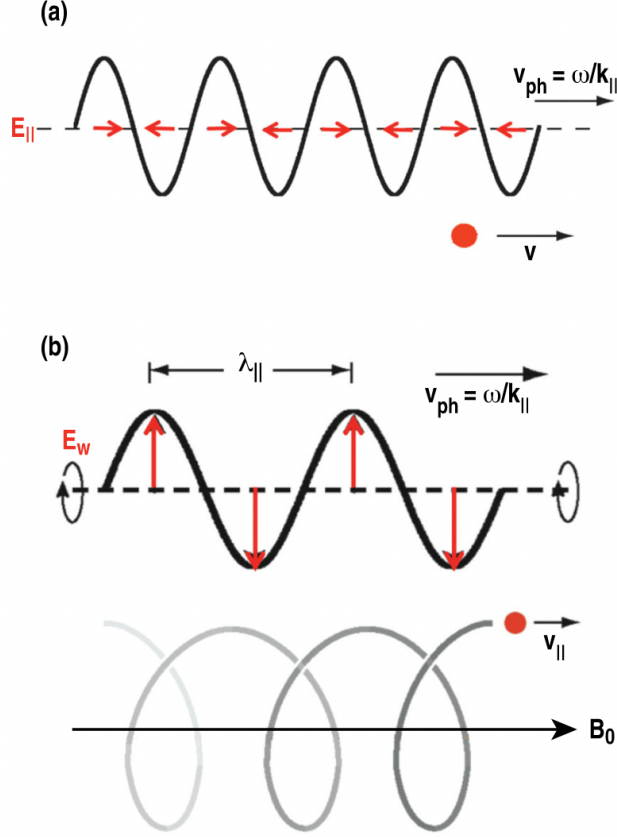 (a)
v_ph = ω/k_||
E_||
v
(b)
λ_||
v_ph = ω/k_||
E_w
v_||
B_0